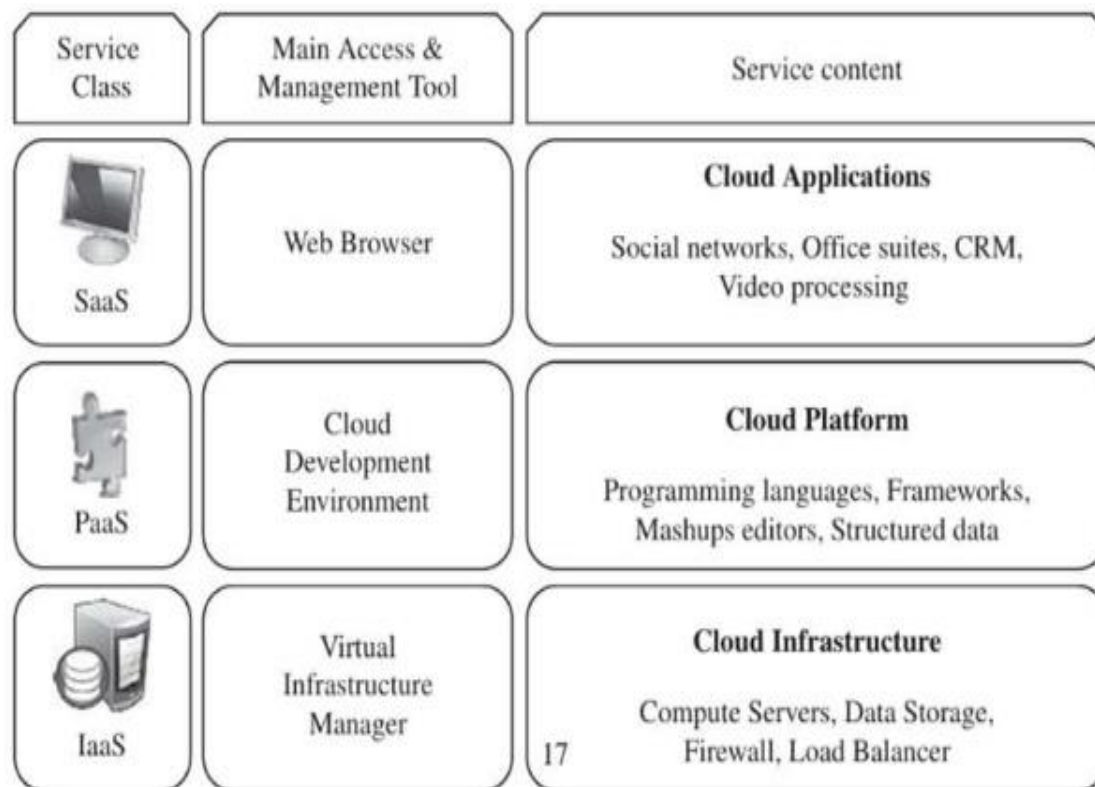 Service
Class
Main Access &
Management Tool
Service content
SaaS
Web Browser
Cloud Applications
Social networks, Office suites, CRM,
Video processing
PaaS
Cloud
Development
Environment
Cloud Platform
Programming languages, Frameworks,
Mashups editors, Structured data
IaaS
Virtual
Infrastructure
Manager
Cloud Infrastructure
Compute Servers, Data Storage,
Firewall, Load Balancer
17